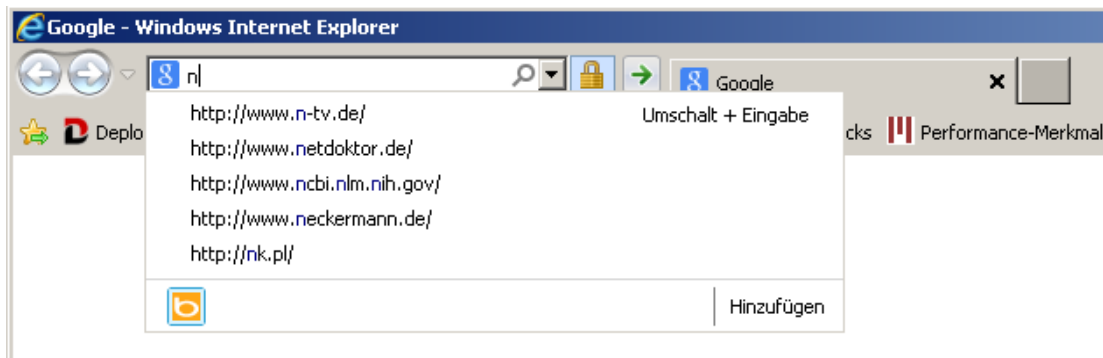 Google - Windows Internet Explorer
n
Google
http://www.n-tv.de/ Umschalt + Eingabe
Deplo
cks Performance-Merkmal
http://www.netdoktor.de/
http://www.ncbi.nlm.nih.gov/
http://www.neckermann.de/
http://nk.pl/
Hinzufügen